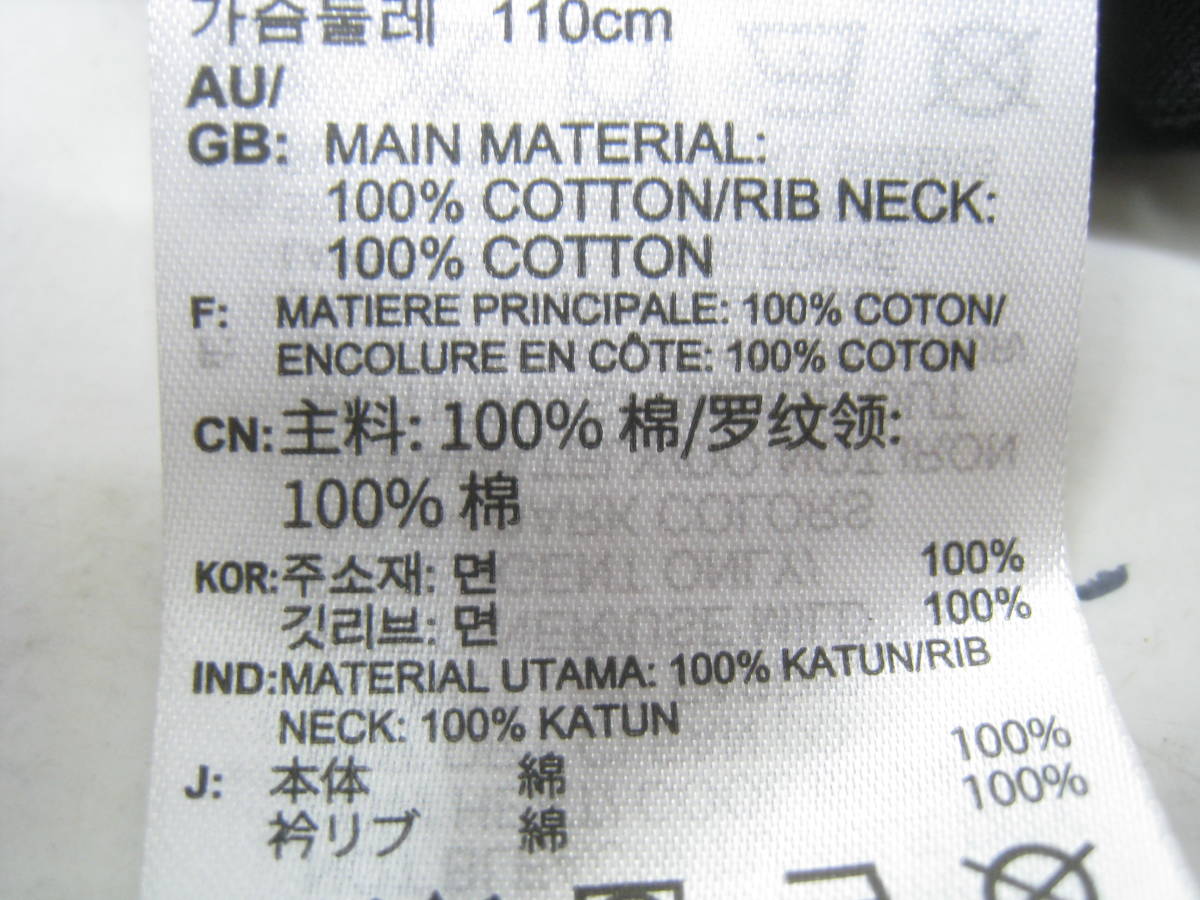 가슴둘레 110cm
AU/
GB: MAIN MATERIAL:
100% COTTON/RIB NECK:
100% COTTON
F: MATIERE PRINCIPALE: 100% COTON/
ENCOLURE EN CÔTE: 100% COTON
CN: 主料: 100% 棉/罗纹领:
100% 棉
KOR: 주소재: 면 100%
깃리브: 면 100%
IND: MATERIAL UTAMA: 100% KATUN/RIB
NECK: 100% KATUN
J: 本体 綿 100%
衿リブ 綿 100%